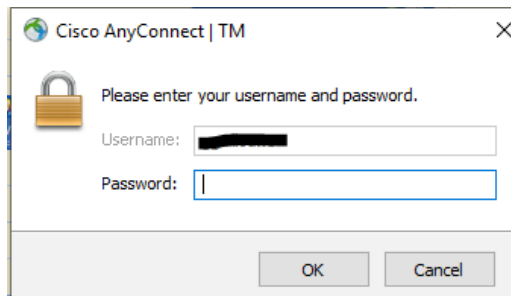 Cisco AnyConnect | TM
Please enter your username and password.
Username:
Password:
OK Cancel